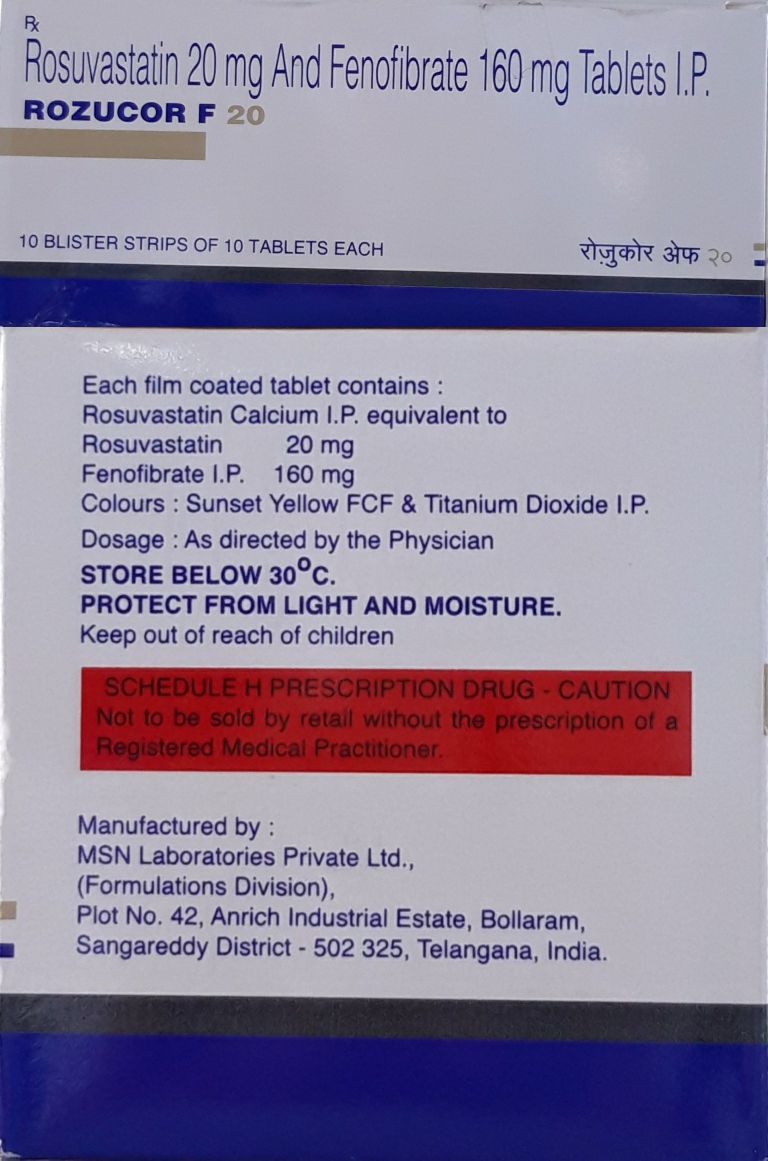 Rx
Rosuvastatin 20 mg And Fenofibrate 160 mg Tablets I.P.
ROZUCOR F 20
10 BLISTER STRIPS OF 10 TABLETS EACH
रोज़ुकोर अेफ २०
Each film coated tablet contains :
Rosuvastatin Calcium I.P. equivalent to
Rosuvastatin 20 mg
Fenofibrate I.P. 160 mg
Colours : Sunset Yellow FCF & Titanium Dioxide I.P.
Dosage : As directed by the Physician
STORE BELOW 30°C.
PROTECT FROM LIGHT AND MOISTURE.
Keep out of reach of children
SCHEDULE H PRESCRIPTION DRUG - CAUTION
Not to be sold by retail without the prescription of a
Registered Medical Practitioner.
Manufactured by :
MSN Laboratories Private Ltd.,
(Formulations Division),
Plot No. 42, Anrich Industrial Estate, Bollaram,
Sangareddy District - 502 325, Telangana, India.